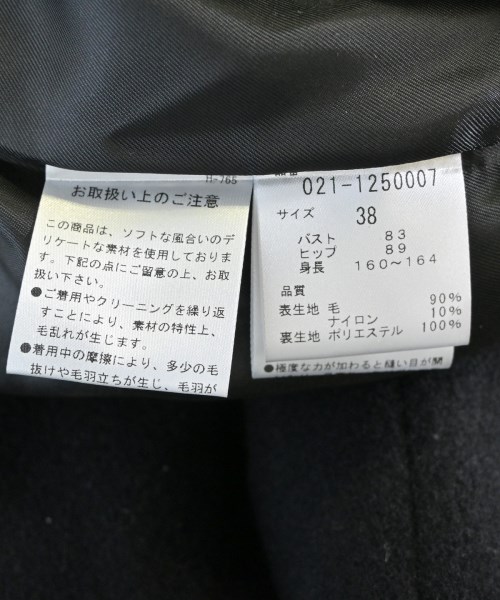 H-765
お取扱い上のご注意
この商品は、ソフトな風合いのデ
リケートな素材を使用しておりま
す。下記の点にご留意の上、お取
扱い下さい。
●ご着用やクリーニングを繰り返
すことにより、素材の特性上、
毛乱れが生じます。
●着用中の摩擦により、多少の毛
抜けや毛羽立ちが生じ、毛羽が
品番
021-1250007
サイズ 38
バスト 83
ヒップ 89
身長 160〜164
品質
表生地 毛 90%
ナイロン 10%
裏生地 ポリエステル 100%
●極度な力が加わると縫い目が開